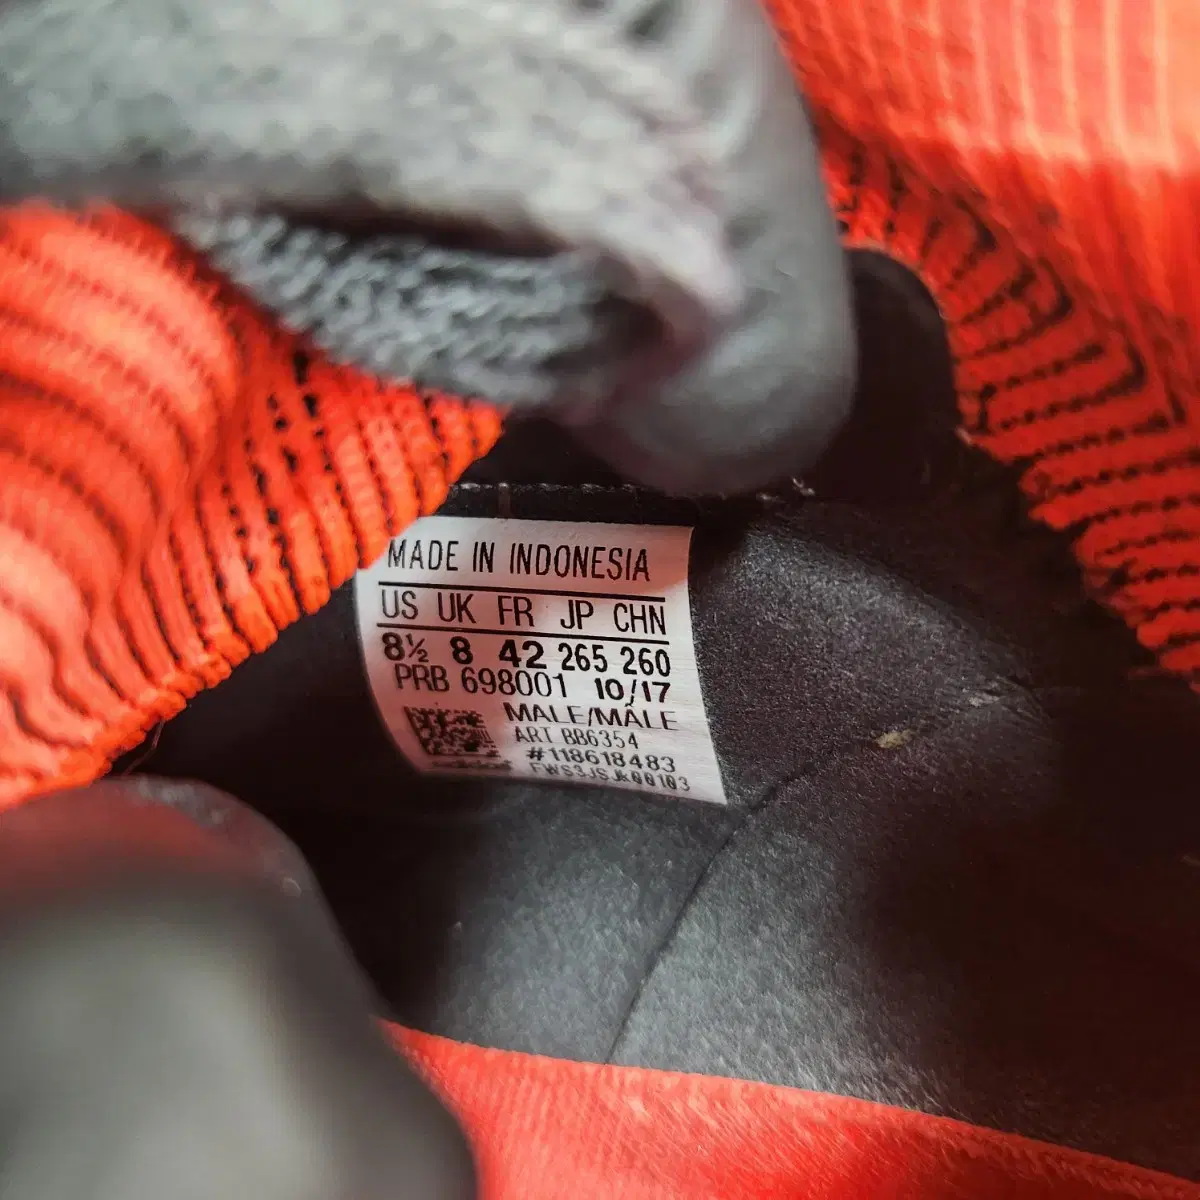 MADE IN INDONESIA
US UK FR JP CHN
8½ 8 42 265 260
PRB 698001 10/17
MALE/MÂLE
ART BB6354
#118618483
adidas